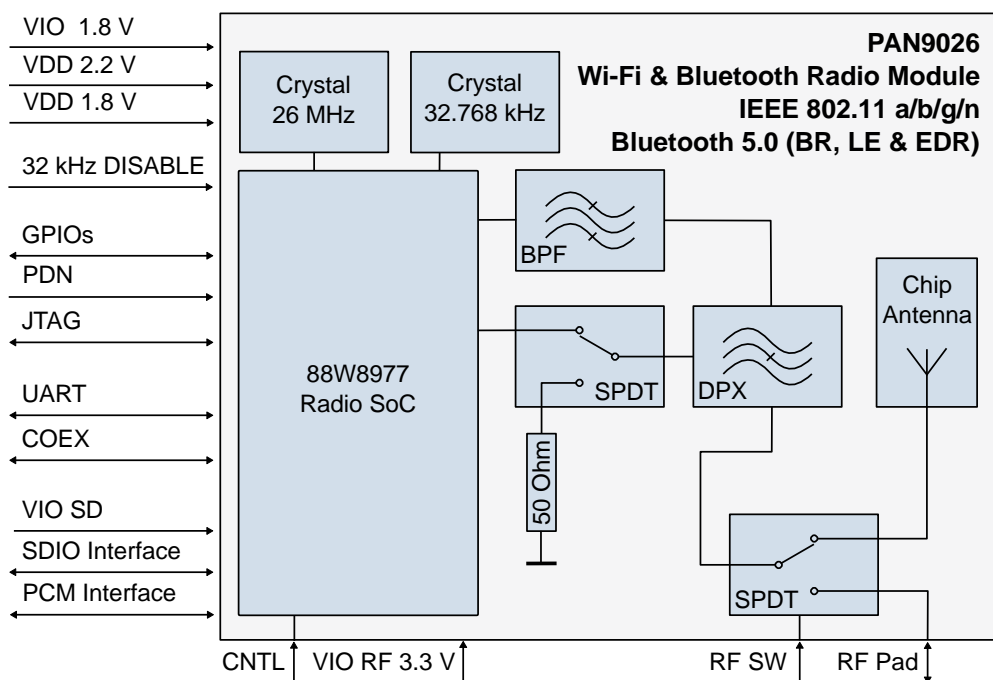 VIO 1.8 V
VDD 2.2 V
VDD 1.8 V
32 kHz DISABLE
GPIOs
PDN
JTAG
UART
COEX
VIO SD
SDIO Interface
PCM Interface
PAN9026
Wi-Fi & Bluetooth Radio Module
IEEE 802.11 a/b/g/n
Bluetooth 5.0 (BR, LE & EDR)
Crystal
26 MHz
Crystal
32.768 kHz
BPF
88W8977
Radio SoC
SPDT
DPX
Chip
Antenna
50 Ohm
SPDT
CNTL
VIO RF 3.3 V
RF SW
RF Pad